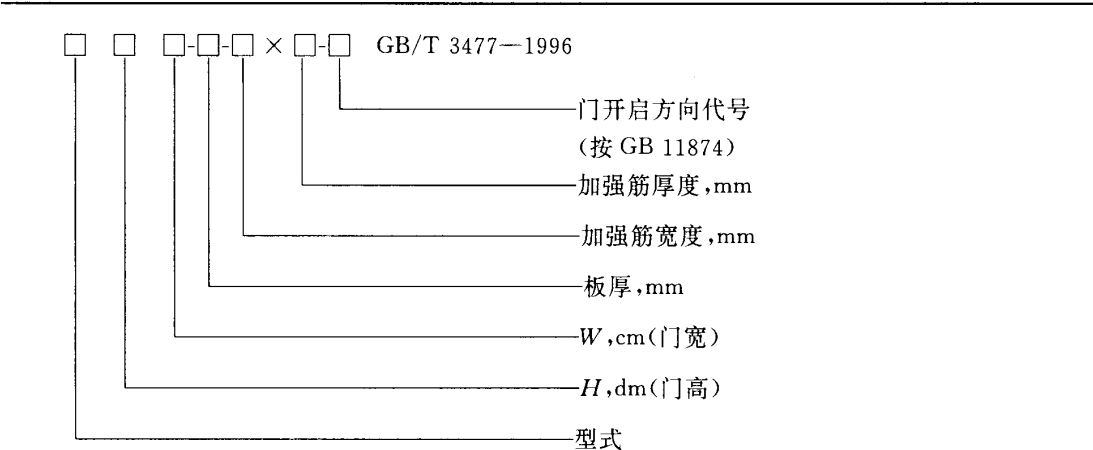 □ □ □-□-□×□-□ GB/T 3477—1996
门开启方向代号
(按 GB 11874)
加强筋厚度,mm
加强筋宽度,mm
板厚,mm
W,cm(门宽)
H,dm(门高)
型式